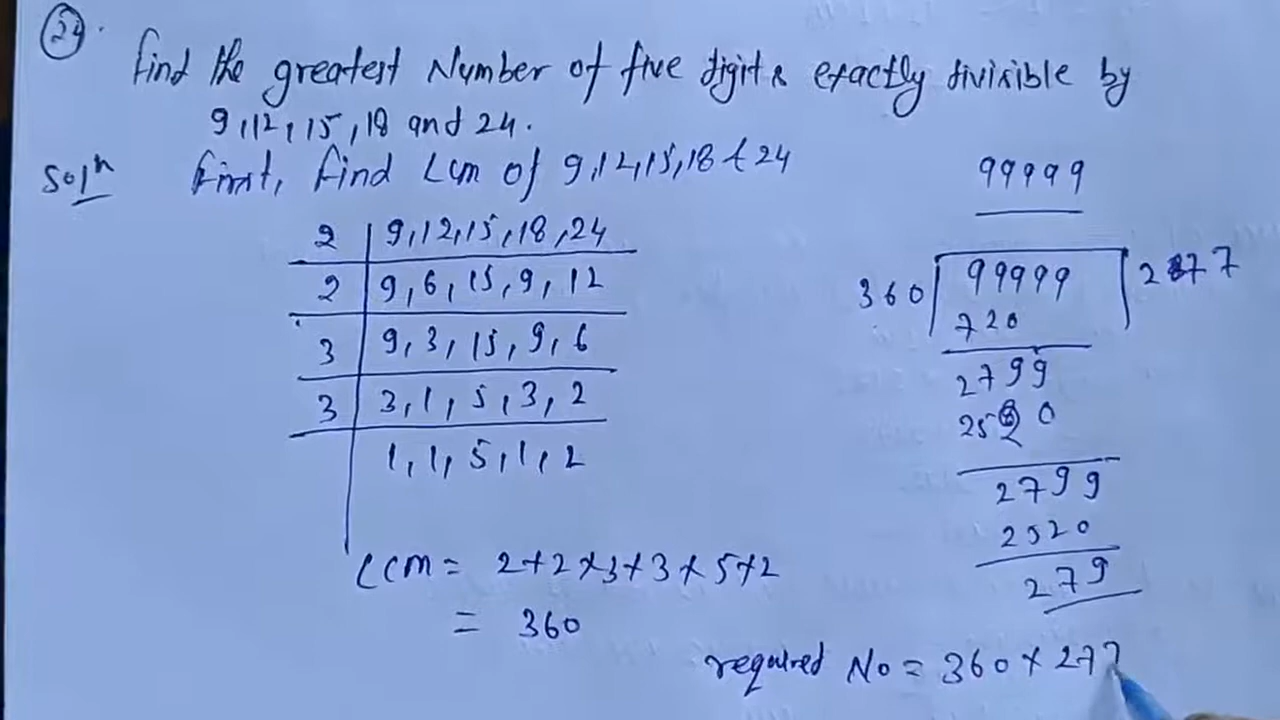 24.
Find the greatest Number of five digits exactly divisible by
9,12,15,18 and 24.
Solⁿ First, find LCM of 9,12,15,18 & 24
2 | 9,12,15,18,24
2 | 9,6,15,9,12
3 | 9,3,15,9,6
3 | 3,1,5,3,2
1,1,5,1,2
LCM = 2×2×3×3×5×2
= 360
99999
360 99999 277
720
2799
2520
2799
2520
279
required No = 360×277